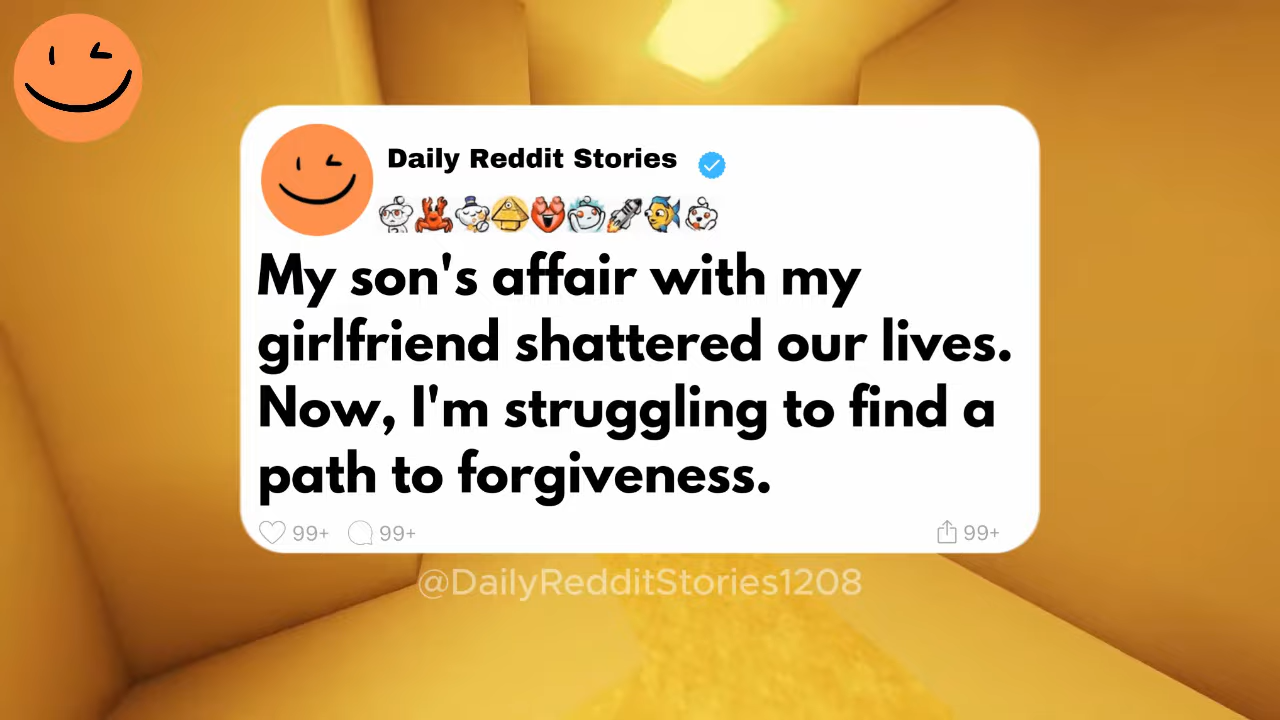 Daily Reddit Stories
My son's affair with my
girlfriend shattered our lives.
Now, I'm struggling to find a
path to forgiveness.
99+ 99+ 99+
@DailyRedditStories1208